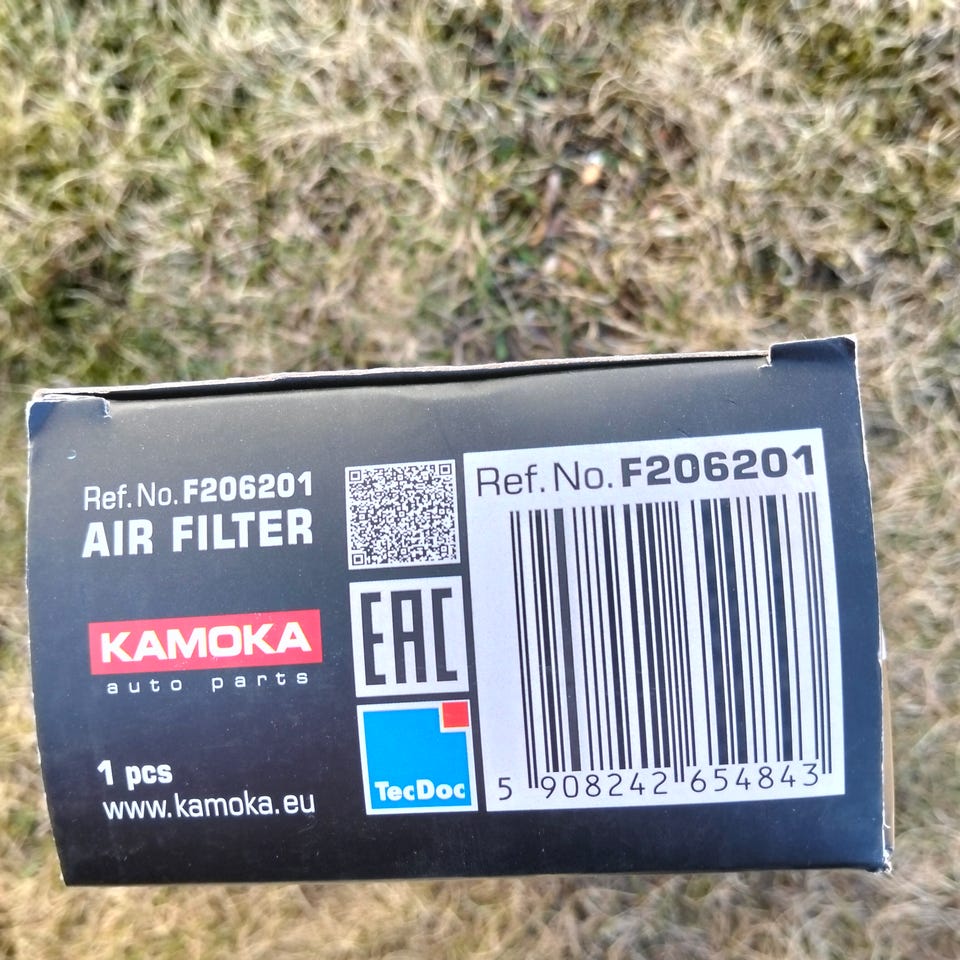 Ref. No. F206201
AIR FILTER
KAMOKA
auto parts
1 pcs
www.kamoka.eu
EAC
TecDoc
Ref. No. F206201
5 908242 654843